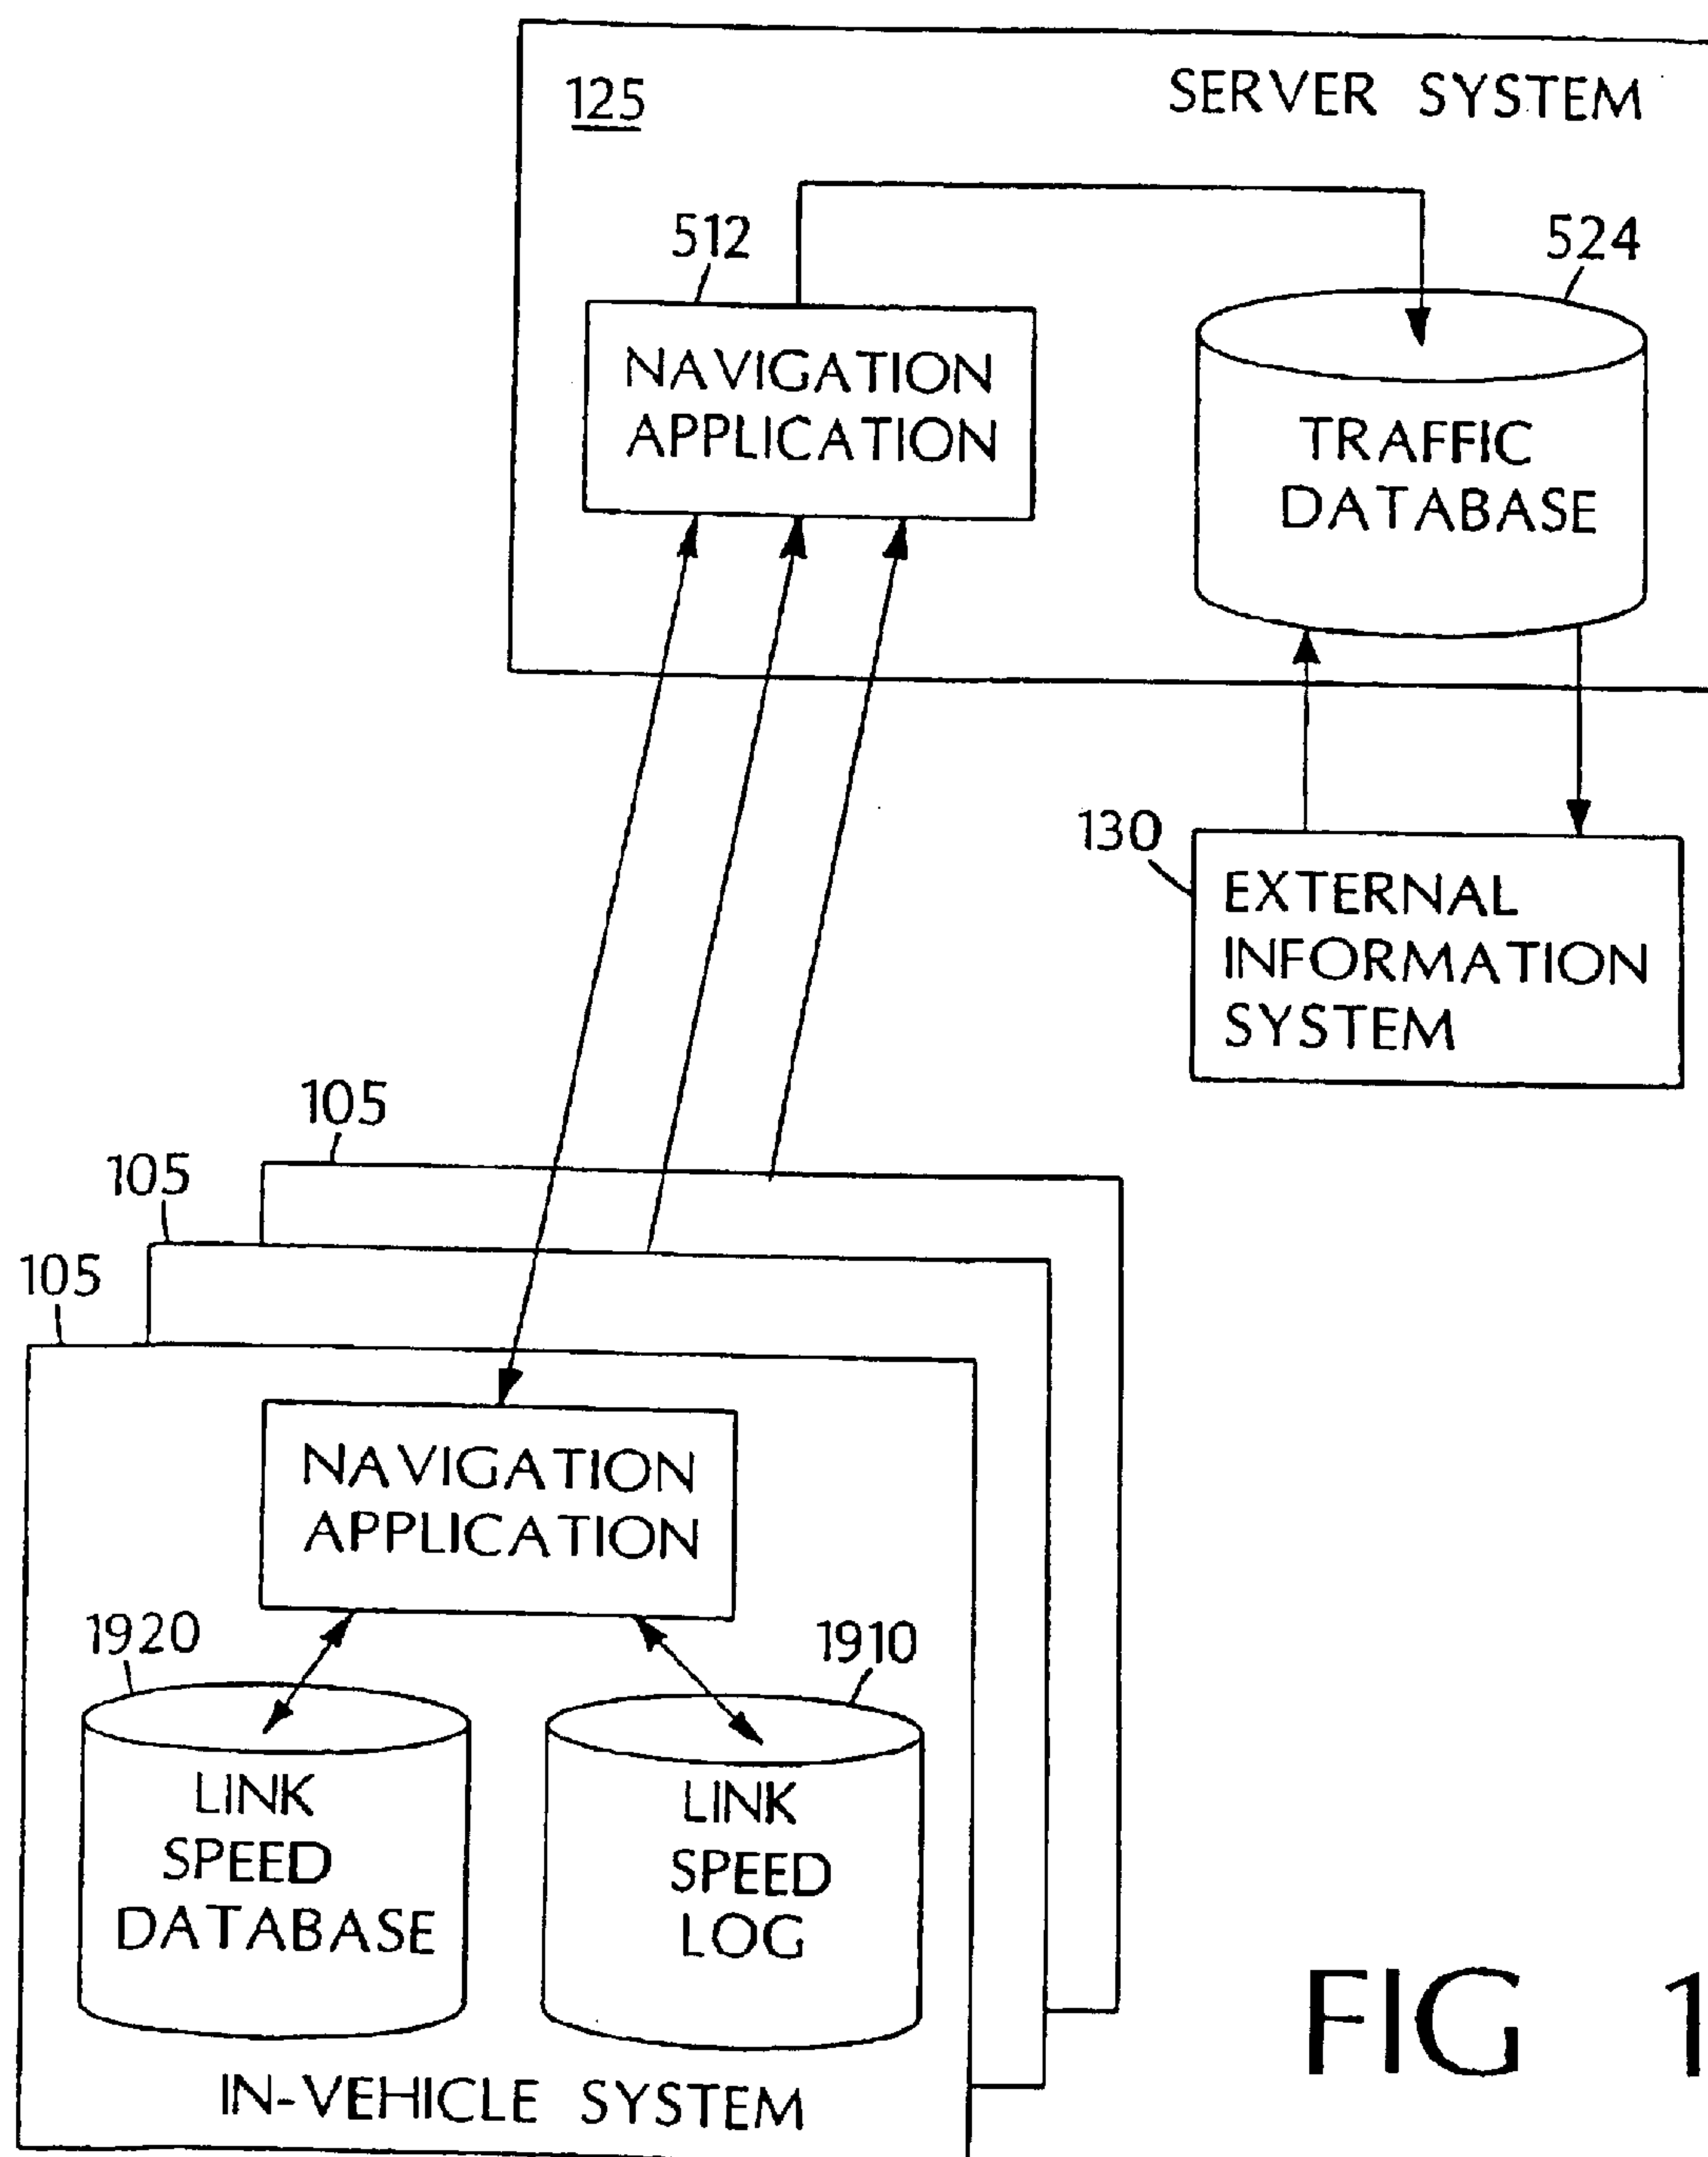 SERVER SYSTEM
125
512
524
NAVIGATION
APPLICATION
TRAFFIC
DATABASE
130
EXTERNAL
INFORMATION
SYSTEM
105
105
105
NAVIGATION
APPLICATION
1920
1910
LINK
SPEED
DATABASE
LINK
SPEED
LOG
IN-VEHICLE SYSTEM
FIG 1